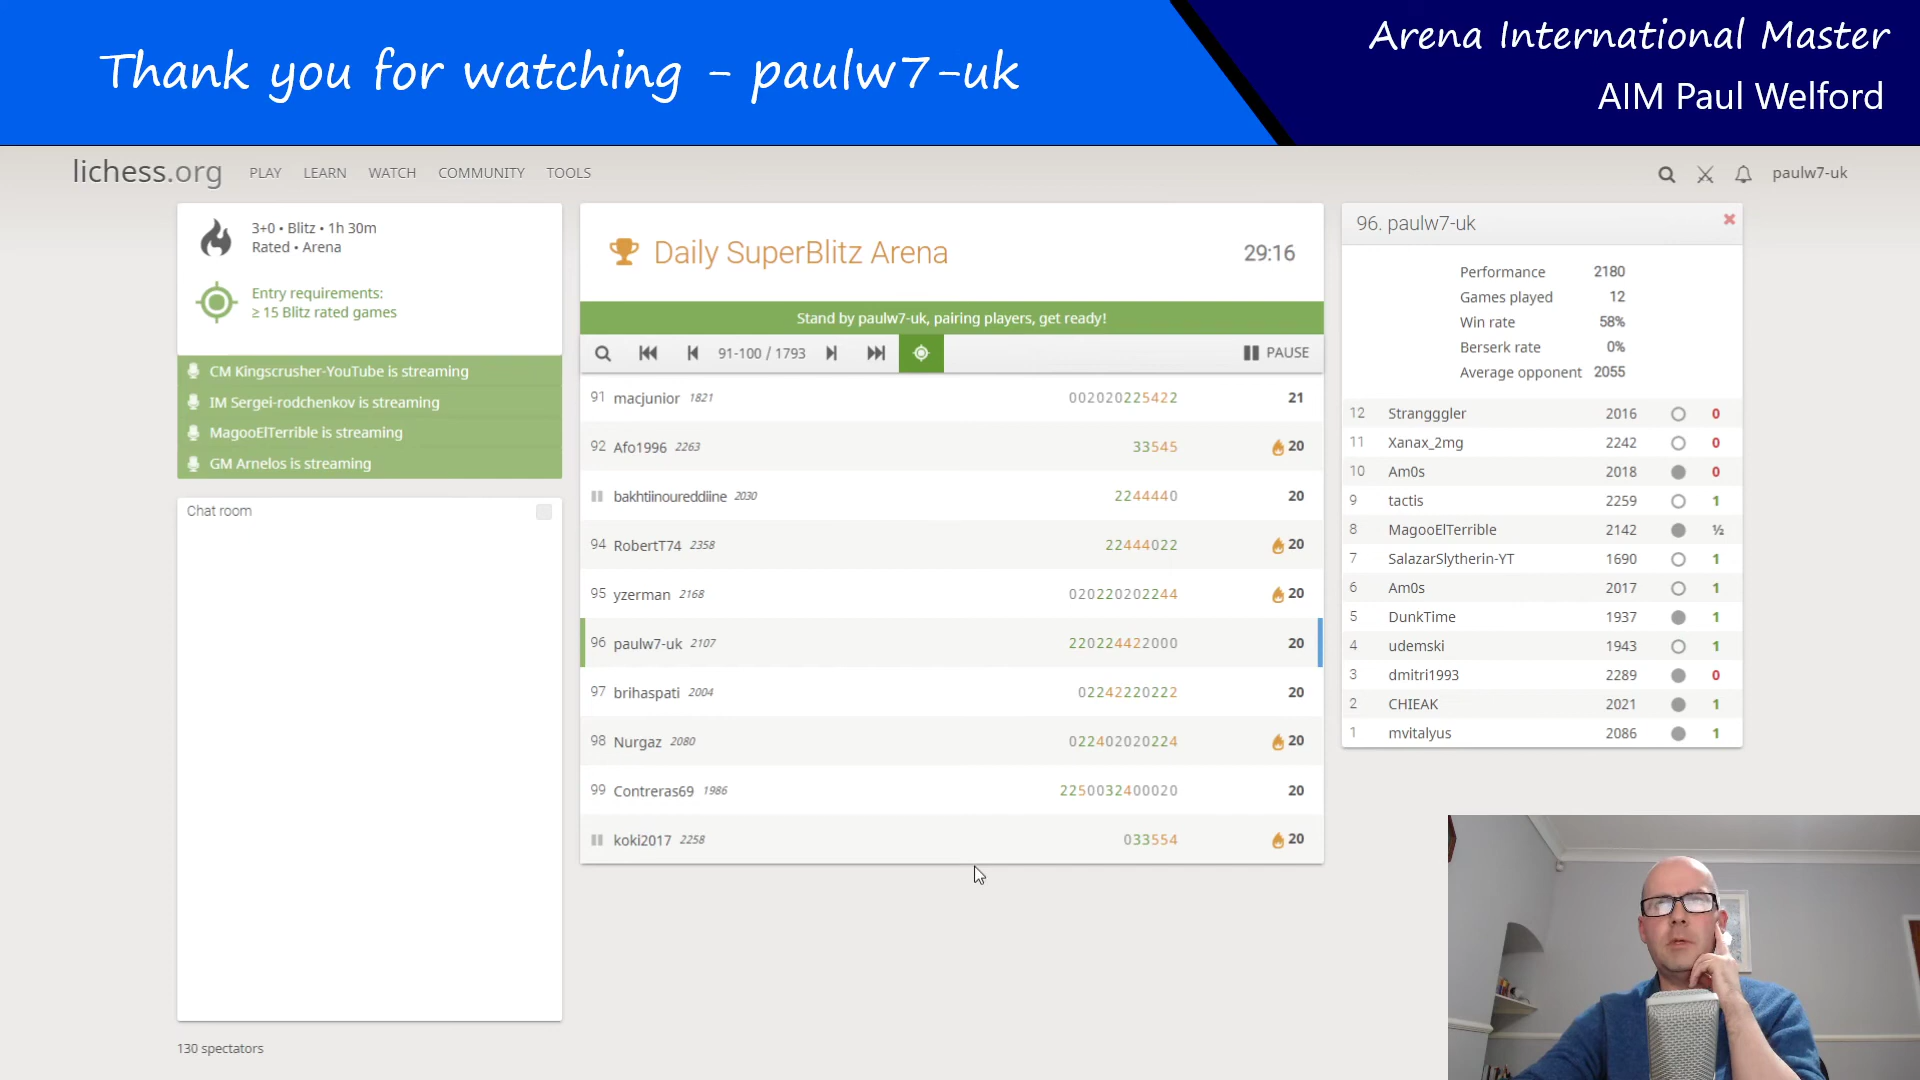 Thank you for watching - paulw7-uk
Arena International Master
AIM Paul Welford
lichess.org PLAY LEARN WATCH COMMUNITY TOOLS paulw7-uk
3+0 • Blitz • 1h 30m
Rated • Arena
Entry requirements:
≥ 15 Blitz rated games
CM Kingscrusher-YouTube is streaming
IM Sergei-rodchenkov is streaming
MagooElTerrible is streaming
GM Arnelos is streaming
Chat room
130 spectators
Daily SuperBlitz Arena 29:16
Stand by paulw7-uk, pairing players, get ready!
91-100 / 1793 PAUSE
91 macjunior 1821 002020225422 21
92 Afo1996 2263 33545 20
bakhtiinoureddiine 2030 2244440 20
94 RobertT74 2358 22444022 20
95 yzerman 2168 020220202244 20
96 paulw7-uk 2107 220224422000 20
97 brihaspati 2004 02242220222 20
98 Nurgaz 2080 022402020224 20
99 Contreras69 1986 2250032400020 20
koki2017 2258 033554 20
96. paulw7-uk
Performance 2180
Games played 12
Win rate 58%
Berserk rate 0%
Average opponent 2055
12 Strangggler 2016 0
11 Xanax_2mg 2242 0
10 Am0s 2018 0
9 tactis 2259 1
8 MagooElTerrible 2142 ½
7 SalazarSlytherin-YT 1690 1
6 Am0s 2017 1
5 DunkTime 1937 1
4 udemski 1943 1
3 dmitri1993 2289 0
2 CHIEAK 2021 1
1 mvitalyus 2086 1